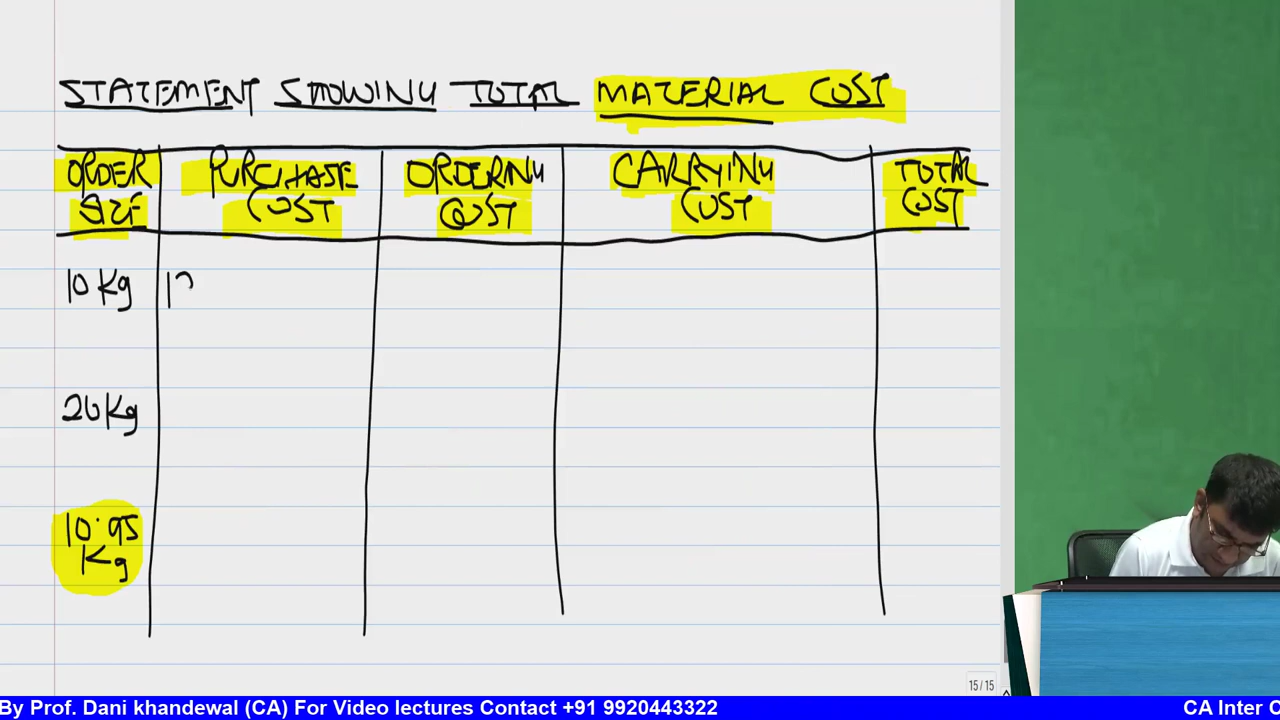 STATEMENT SHOWING TOTAL MATERIAL COST
ORDER SIZE
PURCHASE COST
ORDERING COST
CARRYING COST
TOTAL COST
10 Kg
20 Kg
10.95 Kg
15/15
By Prof. Dani khandewal (CA) For Video lectures Contact +91 9920443322
CA Inter C